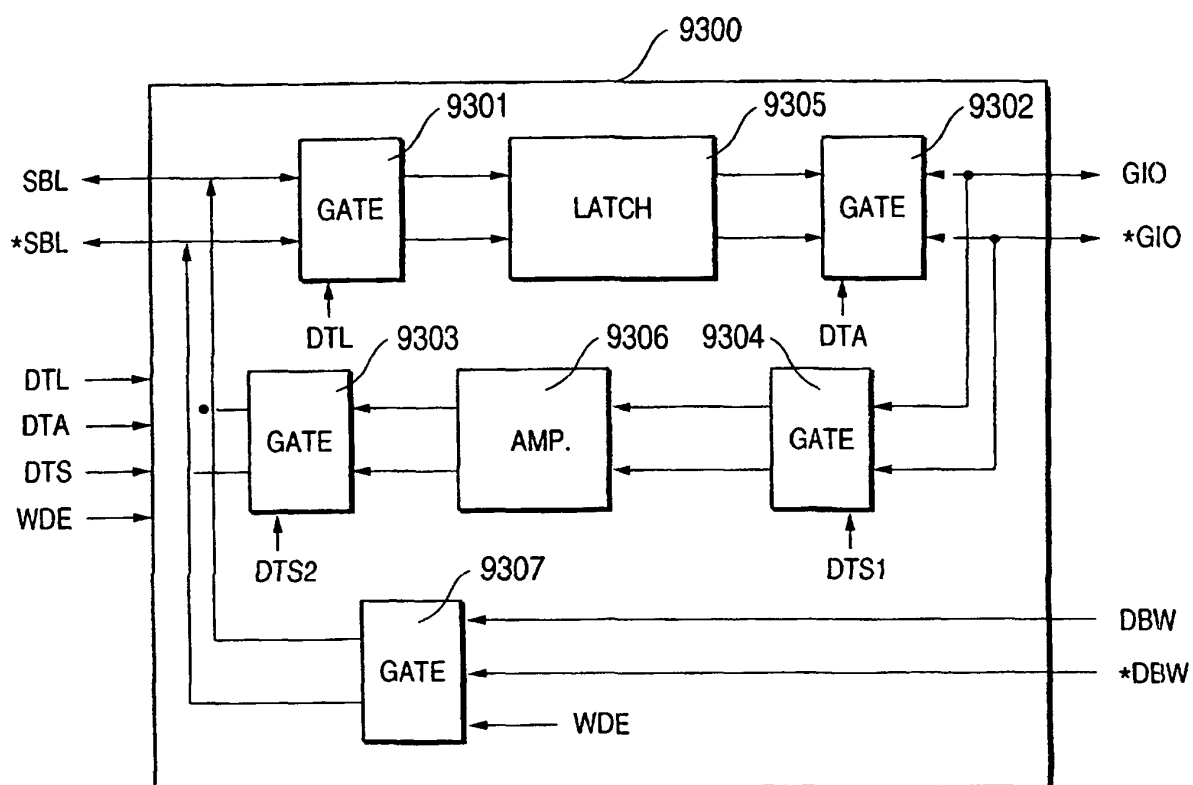 9300
9301
9305
9302
SBL
GATE
LATCH
GATE
GIO
*SBL
*GIO
DTL
9303
9306
9304
DTA
DTL
DTA
GATE
AMP.
GATE
DTS
WDE
DTS2
9307
DTS1
DBW
GATE
*DBW
WDE